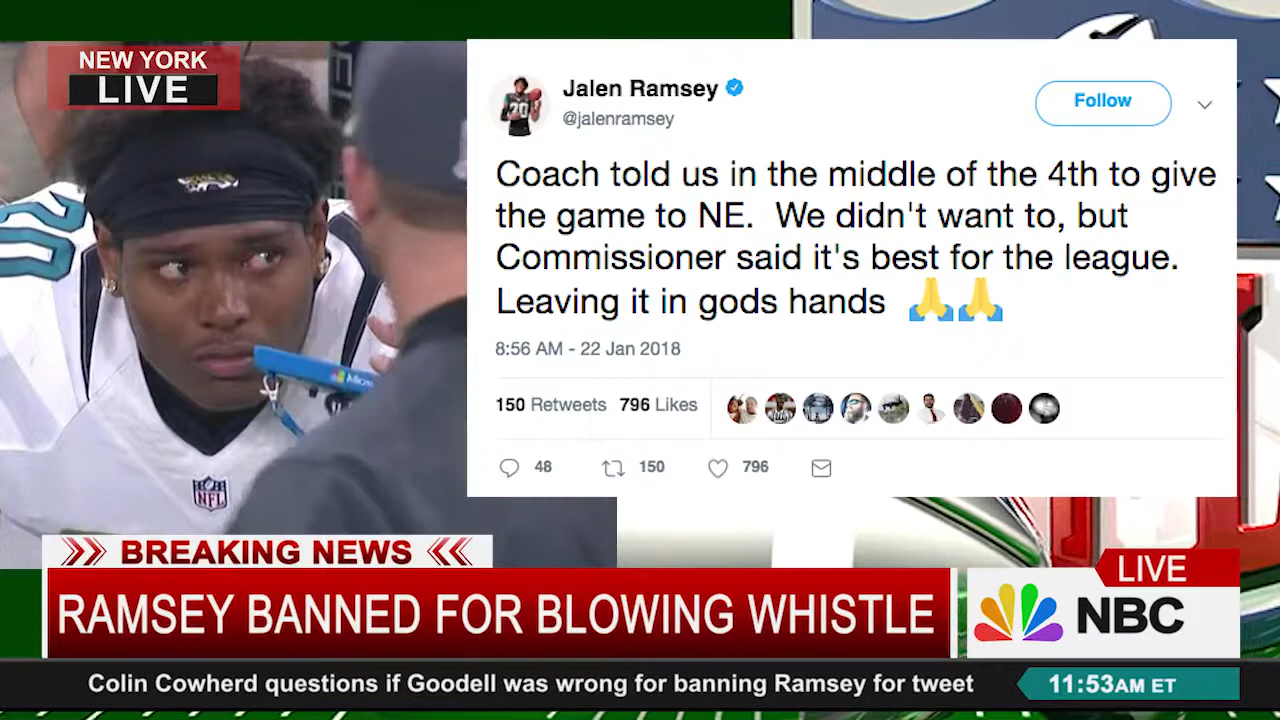 NEW YORK
LIVE
20
NFL
Jalen Ramsey
@jalenramsey
Follow
Coach told us in the middle of the 4th to give
the game to NE.  We didn't want to, but
Commissioner said it's best for the league.
Leaving it in gods hands 🙏🙏
8:56 AM - 22 Jan 2018
150 Retweets 796 Likes
48 150 796
BREAKING NEWS
RAMSEY BANNED FOR BLOWING WHISTLE
LIVE
NBC
Colin Cowherd questions if Goodell was wrong for banning Ramsey for tweet
11:53AM ET